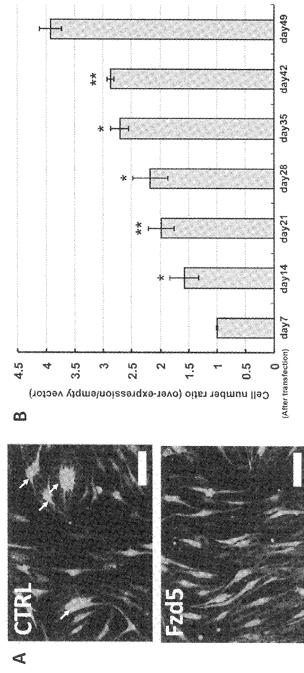 A
CTRL
Fzd5
B
Cell number ratio (over-expression/empty vector)
4.5
4
3.5
3
2.5
2
1.5
1
0.5
0
*
**
*
*
**
(After transfection)
day7
day14
day21
day28
day35
day42
day49